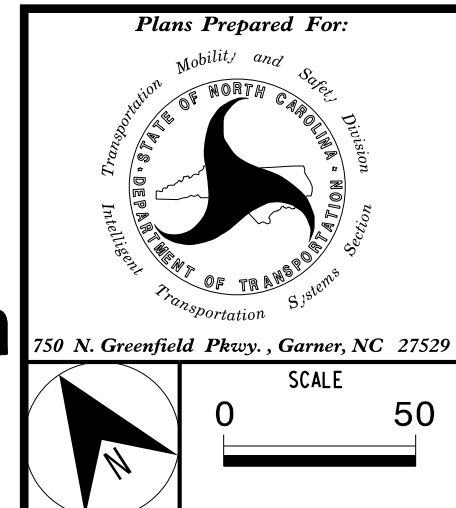 Plans Prepared For:
Transportation Mobility and Safety Division
STATE OF NORTH CAROLINA
DEPARTMENT OF TRANSPORTATION
Intelligent Transportation Systems Section
750 N. Greenfield Pkwy. , Garner, NC 27529
SCALE
0 50
N